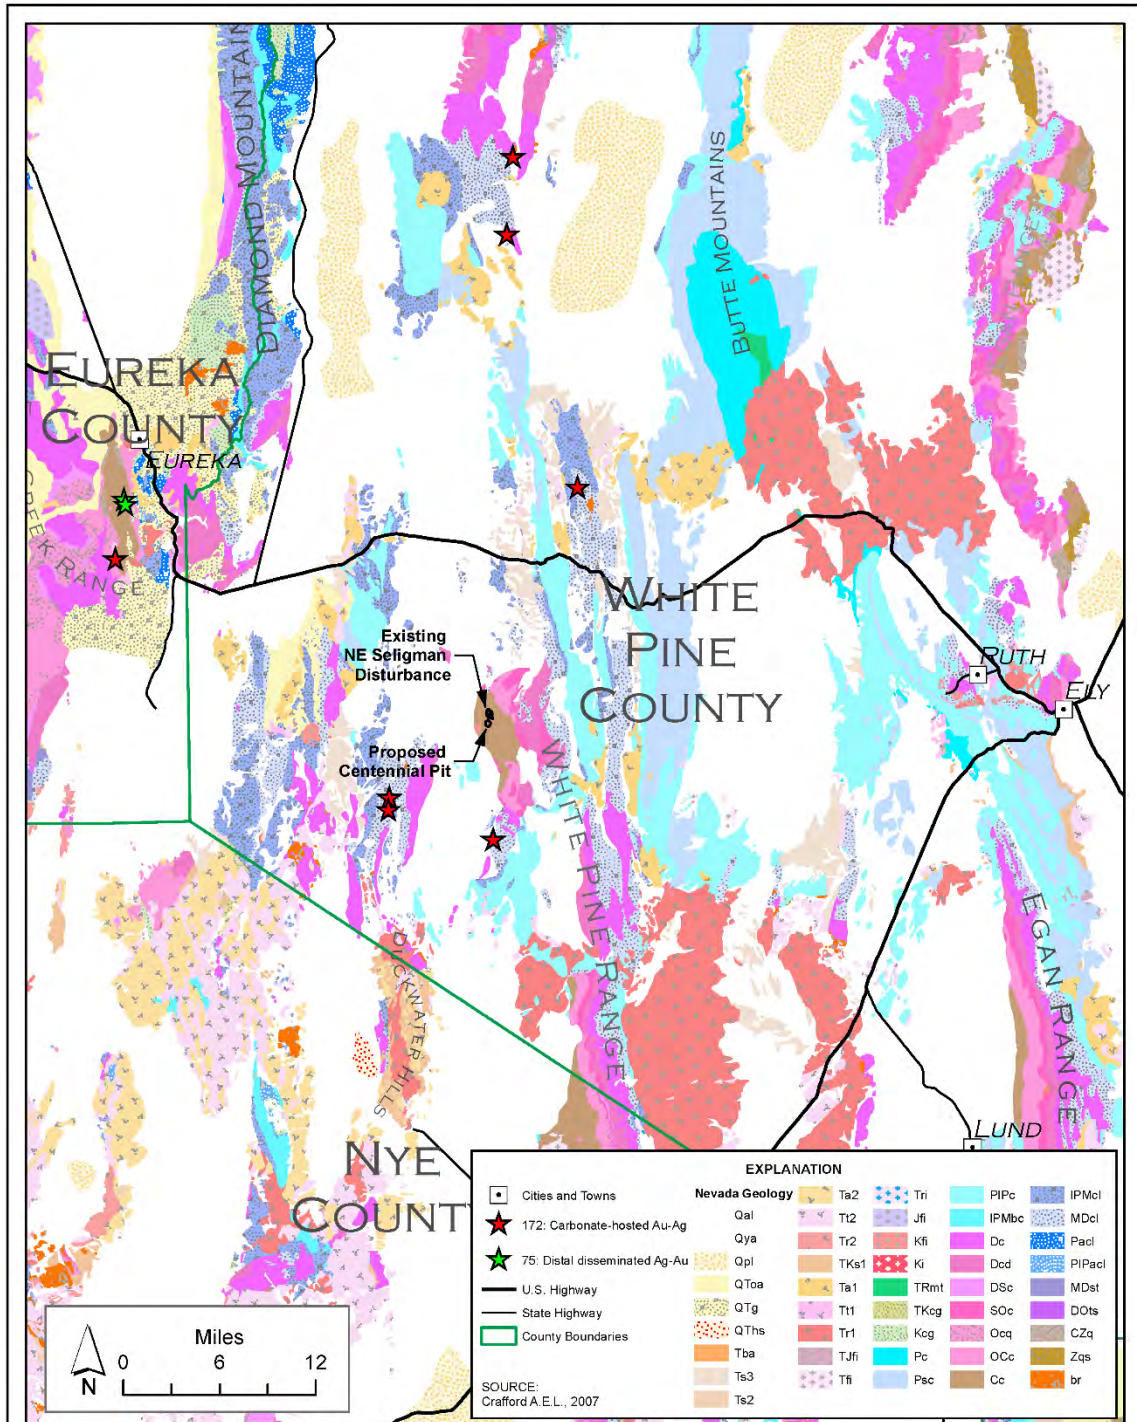 DIAMOND MOUNTAIN
BUTTE MOUNTAINS
EUREKA
COUNTY
EUREKA
CREEK RANGE
WHITE
PINE
COUNTY
Existing
NE Seligman
Disturbance
RUTH
ELY
Proposed
Centennial Pit
WHITE PINE RANGE
EGAN RANGE
DUCKWATER HILLS
NYE
COUNTY
LUND
EXPLANATION
Cities and Towns
172: Carbonate-hosted Au-Ag
75: Distal disseminated Ag-Au
U.S. Highway
State Highway
County Boundaries
SOURCE:
Crafford A.E.L., 2007
Nevada Geology
Qal
Qya
Qpl
QToa
QTg
QThs
Tba
Ts3
Ts2
Ta2
Tt2
Tr2
TKs1
Ta1
Tt1
Tr1
TJfi
Tfi
Tri
Jfi
Kfi
Ki
TRmt
TKcg
Kcg
Pc
Psc
PIPc
IPMbc
Dc
Dcd
DSc
SOc
Ocq
OCc
Cc
IPMcl
MDcl
Pacl
PIPacl
MDst
DOts
CZq
Zqs
br
Miles
0 6 12
N